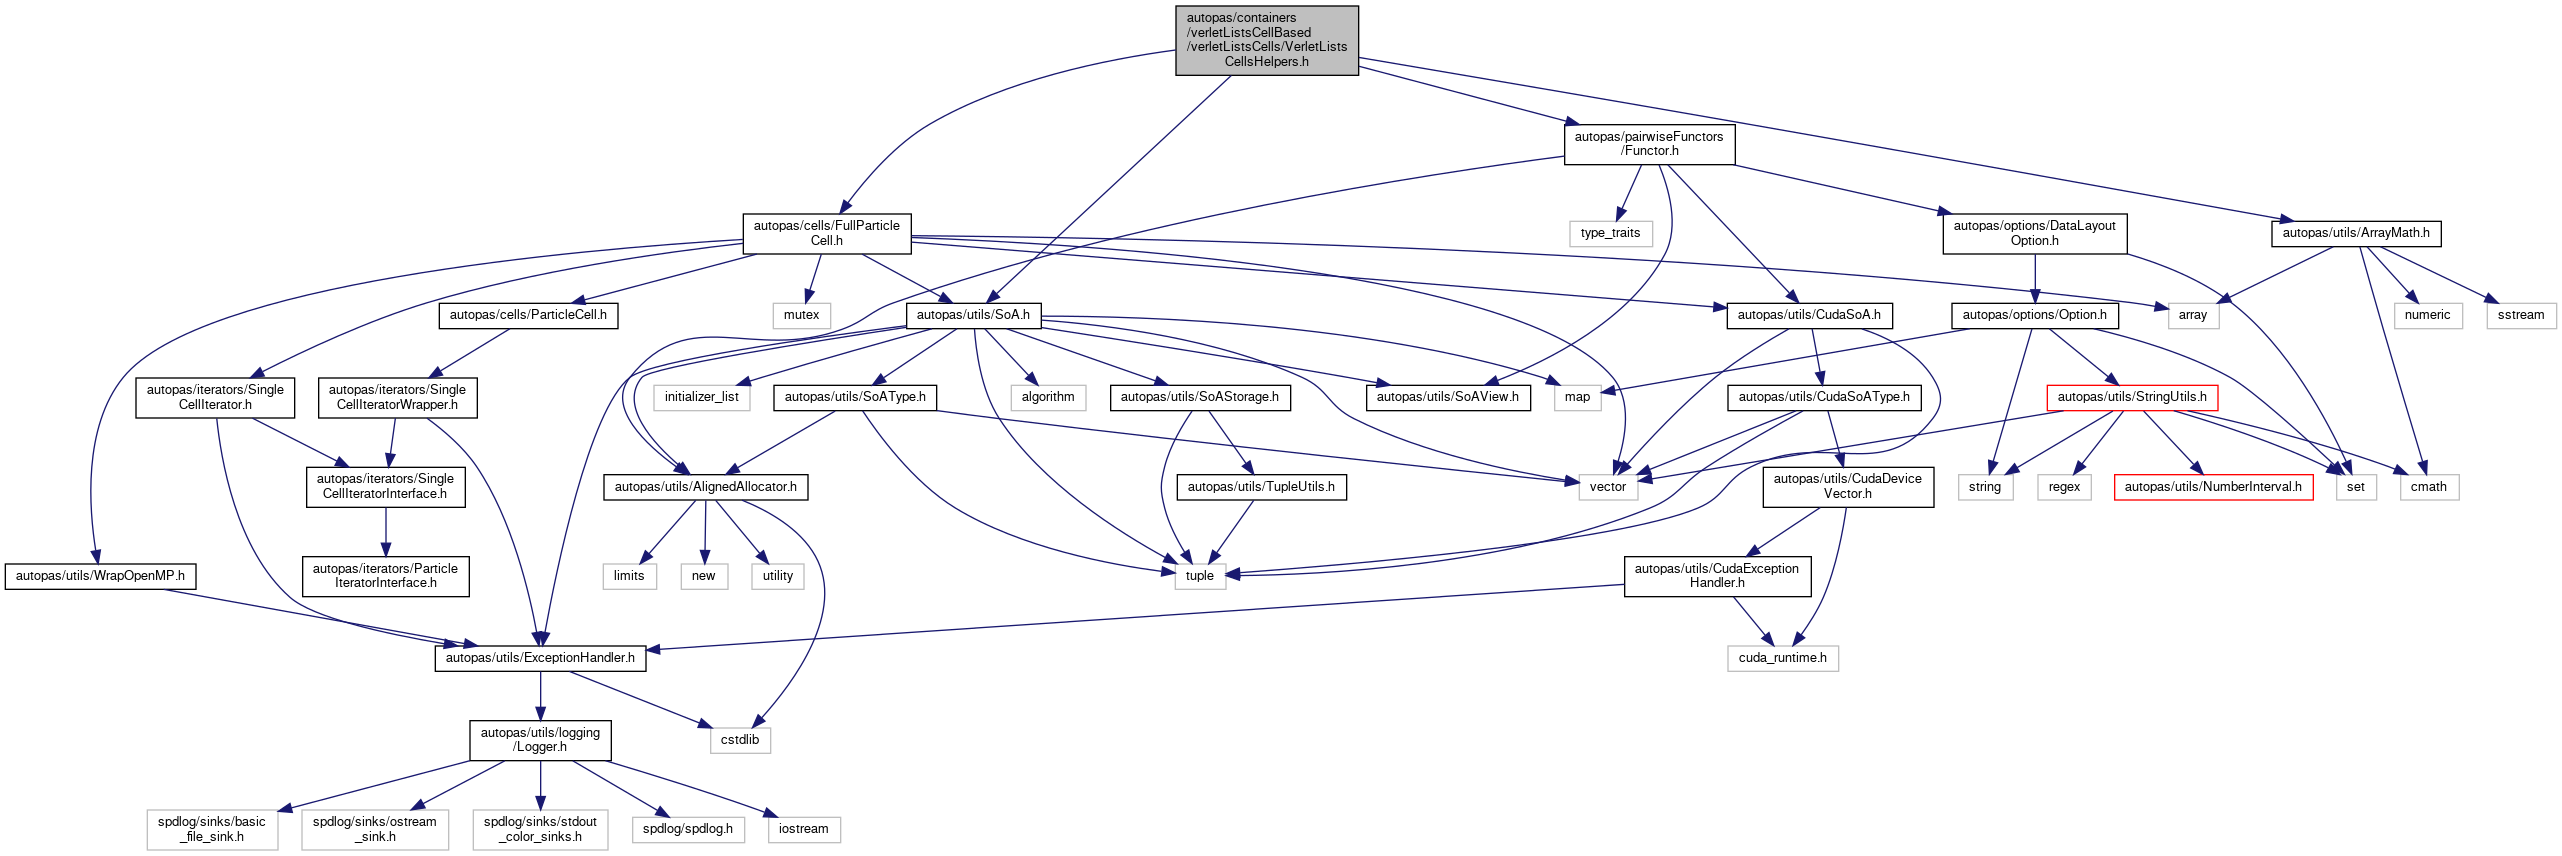 autopas/containers
/verletListsCellBased
/verletListsCells/VerletLists
CellsHelpers.h
autopas/pairwiseFunctors
/Functor.h
autopas/cells/FullParticle
Cell.h
type_traits
autopas/options/DataLayout
Option.h
autopas/utils/ArrayMath.h
autopas/cells/ParticleCell.h
mutex
autopas/utils/SoA.h
autopas/utils/CudaSoA.h
autopas/options/Option.h
array
numeric
sstream
autopas/iterators/Single
CellIterator.h
autopas/iterators/Single
CellIteratorWrapper.h
initializer_list
autopas/utils/SoAType.h
algorithm
autopas/utils/SoAStorage.h
autopas/utils/SoAView.h
map
autopas/utils/CudaSoAType.h
autopas/utils/StringUtils.h
autopas/iterators/Single
CellIteratorInterface.h
autopas/utils/AlignedAllocator.h
autopas/utils/TupleUtils.h
vector
autopas/utils/CudaDevice
Vector.h
string
regex
autopas/utils/NumberInterval.h
set
cmath
autopas/utils/WrapOpenMP.h
autopas/iterators/Particle
IteratorInterface.h
limits
new
utility
tuple
autopas/utils/CudaException
Handler.h
autopas/utils/ExceptionHandler.h
cuda_runtime.h
autopas/utils/logging
/Logger.h
cstdlib
spdlog/sinks/basic
_file_sink.h
spdlog/sinks/ostream
_sink.h
spdlog/sinks/stdout
_color_sinks.h
spdlog/spdlog.h
iostream